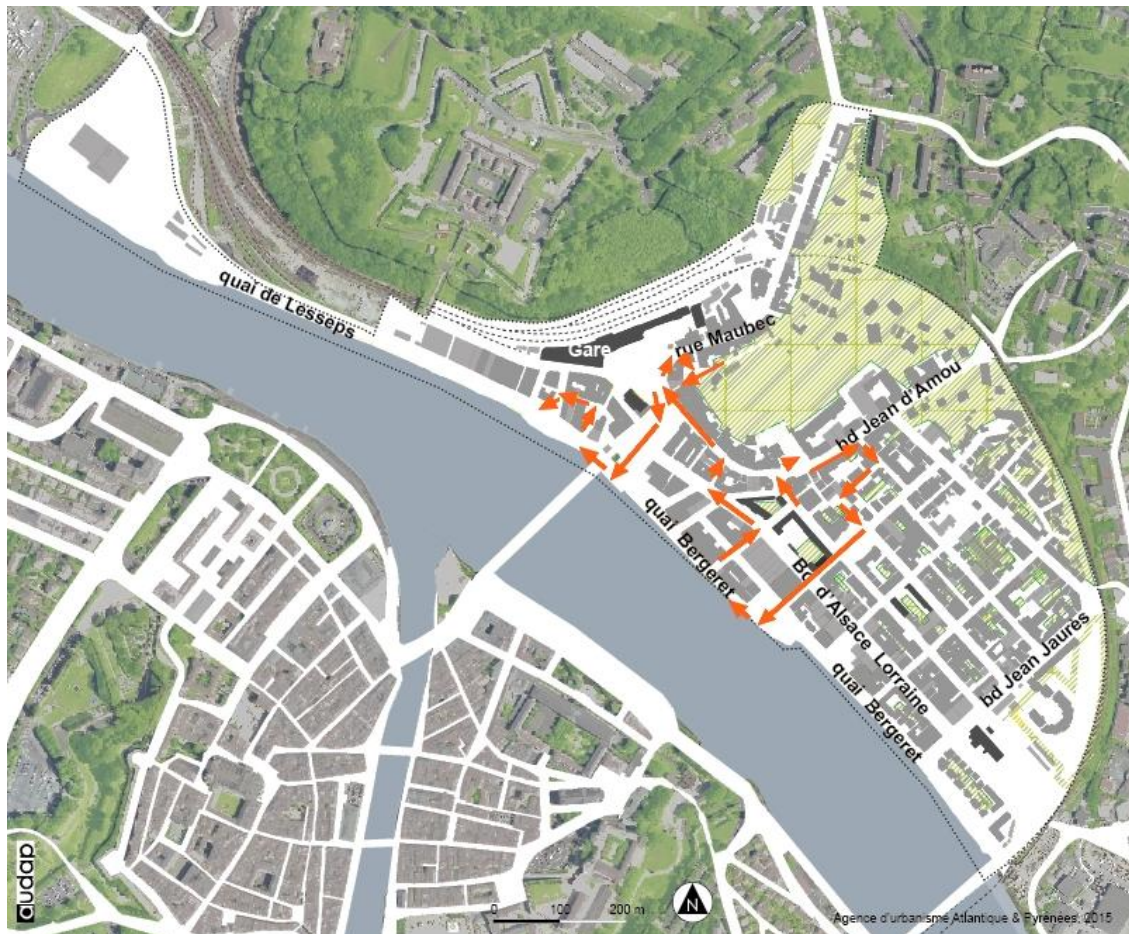 quai de Lesseps
Gare
rue Maubec
bd Jean d'Amou
quai Bergeret
Bd d'Alsace Lorraine
quai Bergeret
bd Jean Jaures
audap
0 100 200 m
N
Agence d'urbanisme Atlantique & Pyrénées, 2015